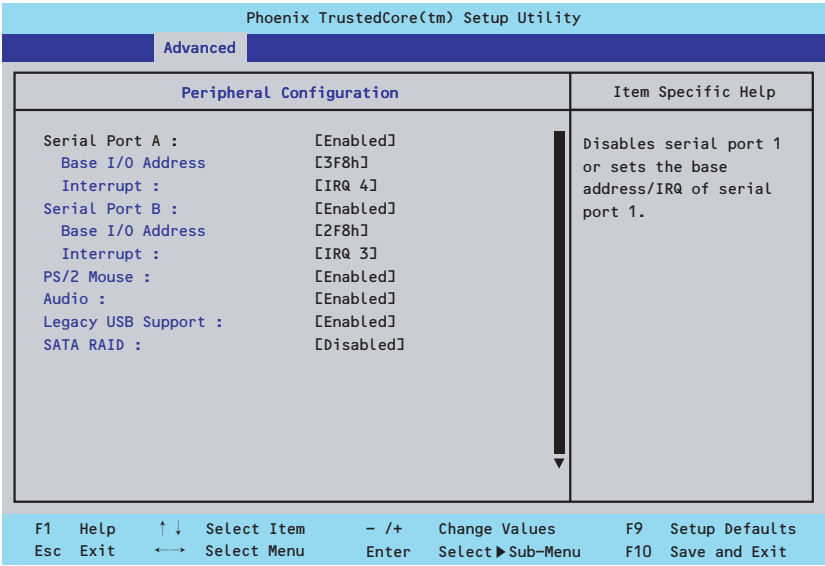 Phoenix TrustedCore(tm) Setup Utility
Advanced
Peripheral Configuration
Item Specific Help
Serial Port A : [Enabled]
Base I/O Address [3F8h]
Interrupt : [IRQ 4]
Serial Port B : [Enabled]
Base I/O Address [2F8h]
Interrupt : [IRQ 3]
PS/2 Mouse : [Enabled]
Audio : [Enabled]
Legacy USB Support : [Enabled]
SATA RAID : [Disabled]
Disables serial port 1
or sets the base
address/IRQ of serial
port 1.
F1 Help ↑↓ Select Item – /+ Change Values F9 Setup Defaults
Esc Exit ←→ Select Menu Enter Select▶Sub–Menu F10 Save and Exit